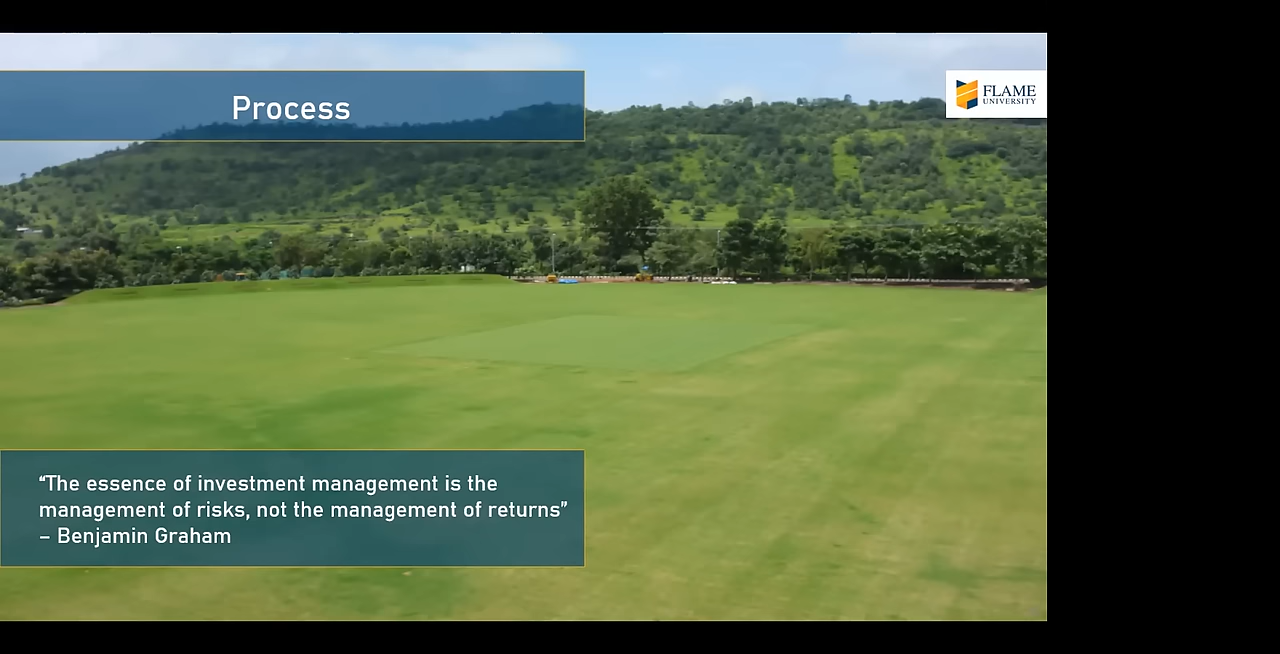 Process
FLAME
UNIVERSITY
“The essence of investment management is the
management of risks, not the management of returns”
– Benjamin Graham